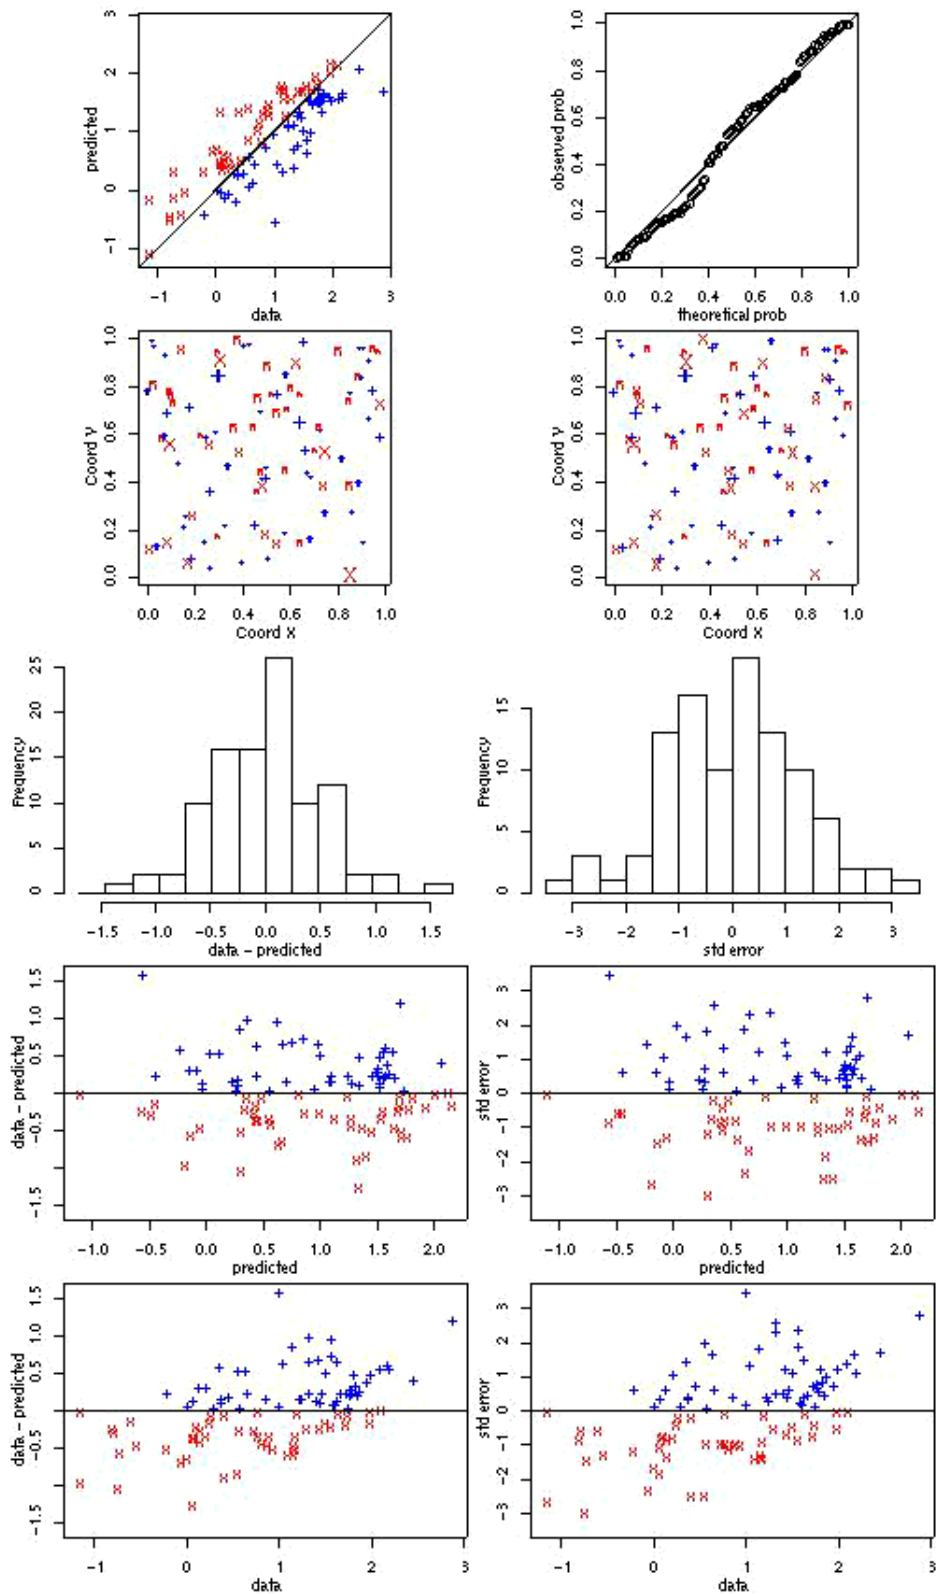 3
2
1
0
−1
predicted
−1 0 1 2 3
data
1.0
0.8
0.6
0.4
0.2
0.0
observed prob
0.0 0.2 0.4 0.6 0.8 1.0
theoretical prob
1.0
0.8
0.6
0.4
0.2
0.0
Coord Y
0.0 0.2 0.4 0.6 0.8 1.0
Coord X
1.0
0.8
0.6
0.4
0.2
0.0
Coord Y
0.0 0.2 0.4 0.6 0.8 1.0
Coord X
25
20
15
10
5
0
Frequency
−1.5 −1.0 −0.5 0.0 0.5 1.0 1.5
data − predicted
15
10
5
0
Frequency
−3 −2 −1 0 1 2 3
std error
1.5
1.0
0.5
−0.5
−1.5
data − predicted
−1.0 −0.5 0.0 0.5 1.0 1.5 2.0
predicted
3
2
1
0
−1
−2
−3
std error
−1.0 −0.5 0.0 0.5 1.0 1.5 2.0
predicted
1.5
1.0
0.5
−0.5
−1.5
data − predicted
−1 0 1 2 3
data
3
2
1
0
−1
−2
−3
std error
−1 0 1 2 3
data